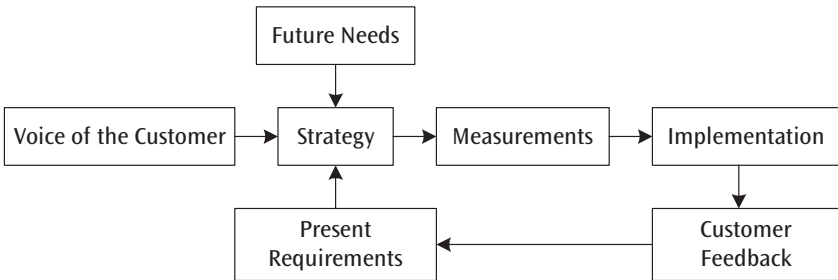 Future Needs
Voice of the Customer
Strategy
Measurements
Implementation
Present
Requirements
Customer
Feedback